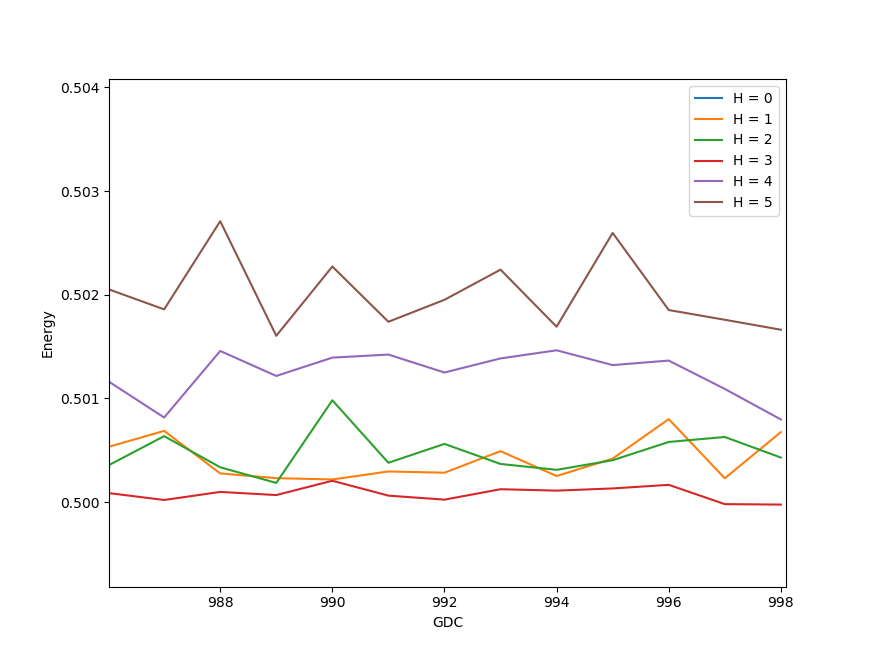 0.504
0.503
0.502
0.501
0.500
Energy
988 990 992 994 996 998
GDC
H = 0
H = 1
H = 2
H = 3
H = 4
H = 5